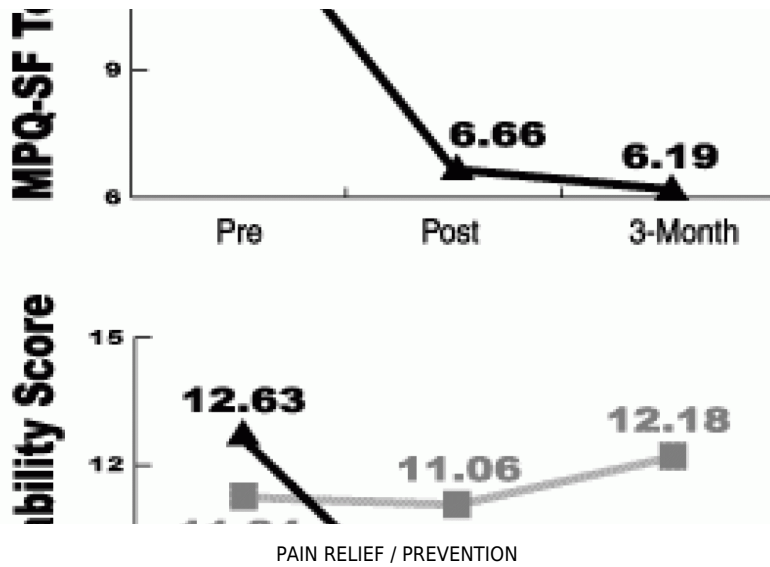 MPQ-SF
9
6.66
6.19
6
Pre Post 3-Month
ability Score
15
12.63
12.18
12
11.06
PAIN RELIEF / PREVENTION